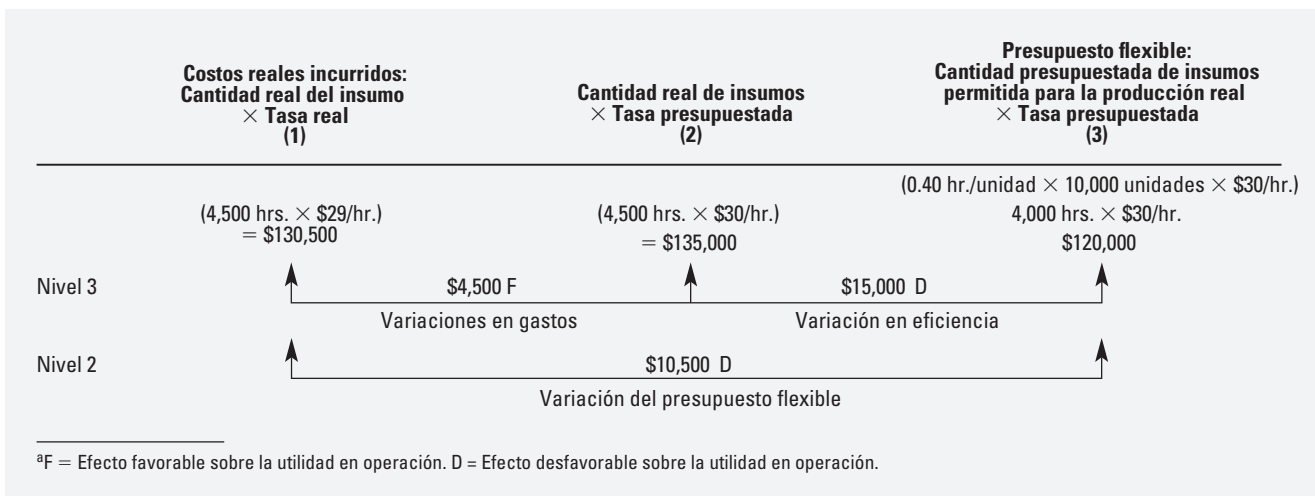 Costos reales incurridos:
Cantidad real del insumo
× Tasa real
(1)
Cantidad real de insumos
× Tasa presupuestada
(2)
Presupuesto flexible:
Cantidad presupuestada de insumos
permitida para la producción real
× Tasa presupuestada
(3)
(4,500 hrs. × $29/hr.)
= $130,500
(4,500 hrs. × $30/hr.)
= $135,000
(0.40 hr./unidad × 10,000 unidades × $30/hr.)
4,000 hrs. × $30/hr.
$120,000
Nivel 3
$4,500 F
$15,000 D
Variaciones en gastos
Variación en eficiencia
Nivel 2
$10,500 D
Variación del presupuesto flexible
ªF = Efecto favorable sobre la utilidad en operación. D = Efecto desfavorable sobre la utilidad en operación.